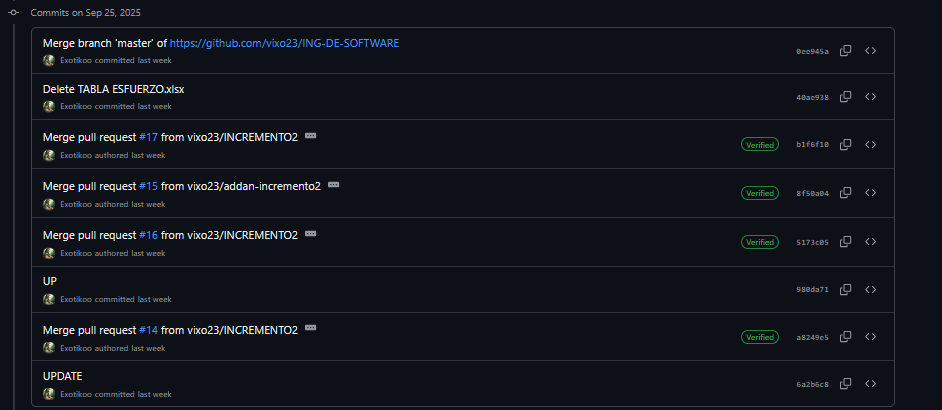 Commits on Sep 25, 2025
Merge branch 'master' of https://github.com/vixo23/ING-DE-SOFTWARE
Exotikoo committed last week
0ee945a
Delete TABLA ESFUERZO.xlsx
Exotikoo committed last week
40ae938
Merge pull request #17 from vixo23/INCREMENTO2
Exotikoo authored last week
Verified
b1f6f10
Merge pull request #15 from vixo23/addan-incremento2
Exotikoo authored last week
Verified
8f50a04
Merge pull request #16 from vixo23/INCREMENTO2
Exotikoo authored last week
Verified
5173c05
UP
Exotikoo committed last week
980da71
Merge pull request #14 from vixo23/INCREMENTO2
Exotikoo authored last week
Verified
a8249e5
UPDATE
Exotikoo committed last week
6a2b6c8